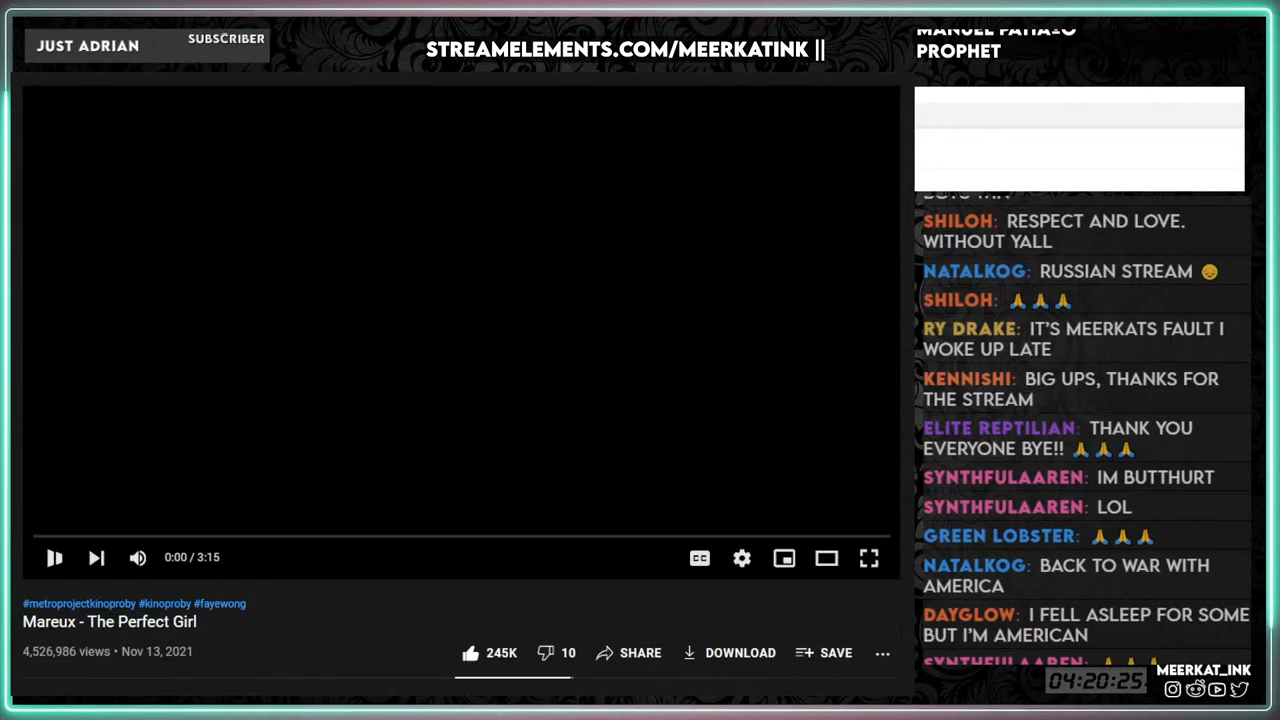 JUST ADRIAN
SUBSCRIBER
STREAMELEMENTS.COM/MEERKATINK ||
PROPHET
SHILOH: RESPECT AND LOVE.
WITHOUT YALL
NATALKOG: RUSSIAN STREAM 😔
SHILOH: 🙏🙏🙏
RY DRAKE: IT'S MEERKATS FAULT I
WOKE UP LATE
KENNISHI: BIG UPS, THANKS FOR
THE STREAM
ELITE REPTILIAN: THANK YOU
EVERYONE BYE!! 🙏🙏🙏
SYNTHFULAAREN: IM BUTTHURT
SYNTHFULAAREN: LOL
GREEN LOBSTER: 🙏🙏🙏
NATALKOG: BACK TO WAR WITH
AMERICA
DAYGLOW: I FELL ASLEEP FOR SOME
BUT I'M AMERICAN
SYNTHFULAAREN: 🙏🙏🙏
0:00 / 3:15
CC
#metroprojectkinoproby #kinoproby #fayewong
Mareux - The Perfect Girl
4,526,986 views • Nov 13, 2021
245K
10
SHARE
DOWNLOAD
SAVE
04:20:25
MEERKAT_INK